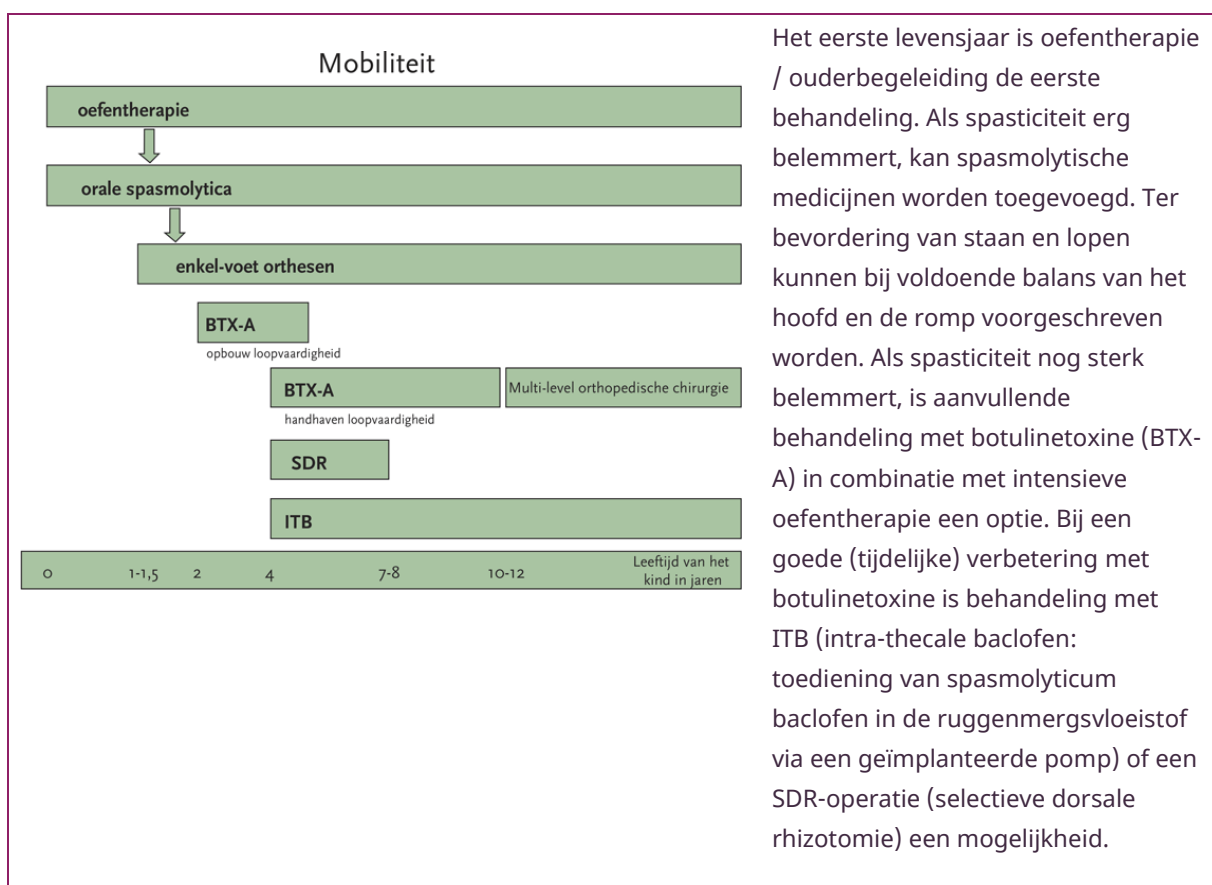 Mobiliteit
oefentherapie
orale spasmolytica
enkel-voet orthesen
BTX-A
opbouw loopvaardigheid
BTX-A
Multi-level orthopedische chirurgie
handhaven loopvaardigheid
SDR
ITB
0 1-1,5 2 4 7-8 10-12 Leeftijd van het
kind in jaren
Het eerste levensjaar is oefentherapie
/ ouderbegeleiding de eerste
behandeling. Als spasticiteit erg
belemmert, kan spasmolytische
medicijnen worden toegevoegd. Ter
bevordering van staan en lopen
kunnen bij voldoende balans van het
hoofd en de romp voorgeschreven
worden. Als spasticiteit nog sterk
belemmert, is aanvullende
behandeling met botulinetoxine (BTX-
A) in combinatie met intensieve
oefentherapie een optie. Bij een
goede (tijdelijke) verbetering met
botulinetoxine is behandeling met
ITB (intra-thecale baclofen:
toediening van spasmolyticum
baclofen in de ruggenmergsvloeistof
via een geïmplanteerde pomp) of een
SDR-operatie (selectieve dorsale
rhizotomie) een mogelijkheid.